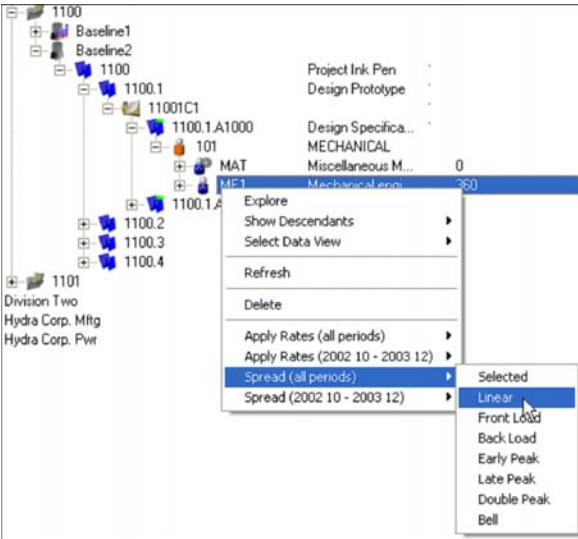 1100
Baseline1
Baseline2
1100 Project Ink Pen
1100.1 Design Prototype
11001C1
1100.1.A1000 Design Specifica...
101 MECHANICAL
MAT Miscellaneous M... 0
ME1 Mechanical engi 360
1100.1.A
1100.2
1100.3
1100.4
1101
Division Two
Hydra Corp. Mftg
Hydra Corp. Pwr
Explore
Show Descendants
Select Data View
Refresh
Delete
Apply Rates (all periods)
Apply Rates (2002 10 - 2003 12)
Spread (all periods)
Spread (2002 10 - 2003 12)
Selected
Linear
Front Load
Back Load
Early Peak
Late Peak
Double Peak
Bell